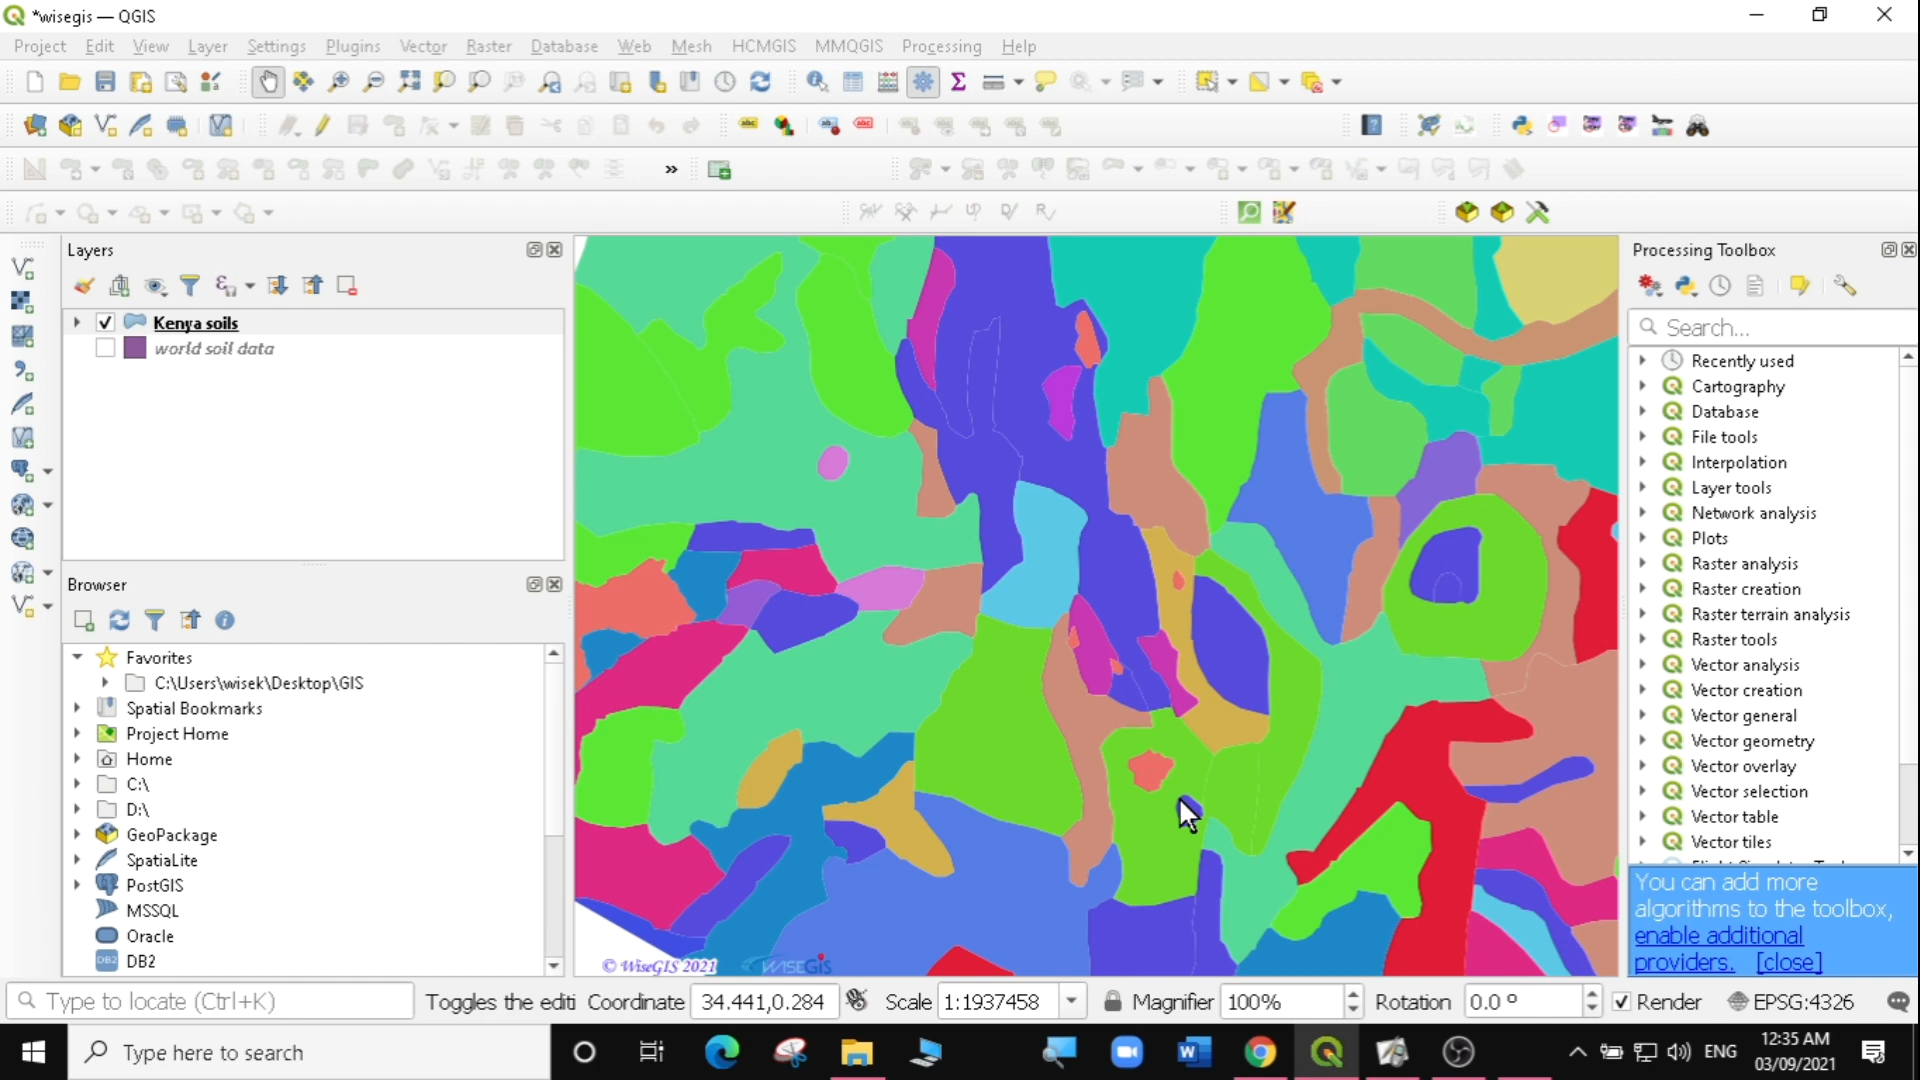 *wisegis — QGIS
Project Edit View Layer Settings Plugins Vector Raster Database Web Mesh HCMGIS MMQGIS Processing Help
Layers
Kenya soils
world soil data
Browser
Favorites
C:\Users\wisek\Desktop\GIS
Spatial Bookmarks
Project Home
Home
C:\
D:\
GeoPackage
SpatiaLite
PostGIS
MSSQL
Oracle
DB2
© WiseGIS 2021
WISEGIS
Processing Toolbox
Search...
Recently used
Cartography
Database
File tools
Interpolation
Layer tools
Network analysis
Plots
Raster analysis
Raster creation
Raster terrain analysis
Raster tools
Vector analysis
Vector creation
Vector general
Vector geometry
Vector overlay
Vector selection
Vector table
Vector tiles
You can add more
algorithms to the toolbox,
enable additional
providers. [close]
Type to locate (Ctrl+K) Toggles the editi Coordinate 34.441,0.284 Scale 1:1937458 Magnifier 100% Rotation 0.0 ° Render EPSG:4326
Type here to search
ENG
12:35 AM
03/09/2021